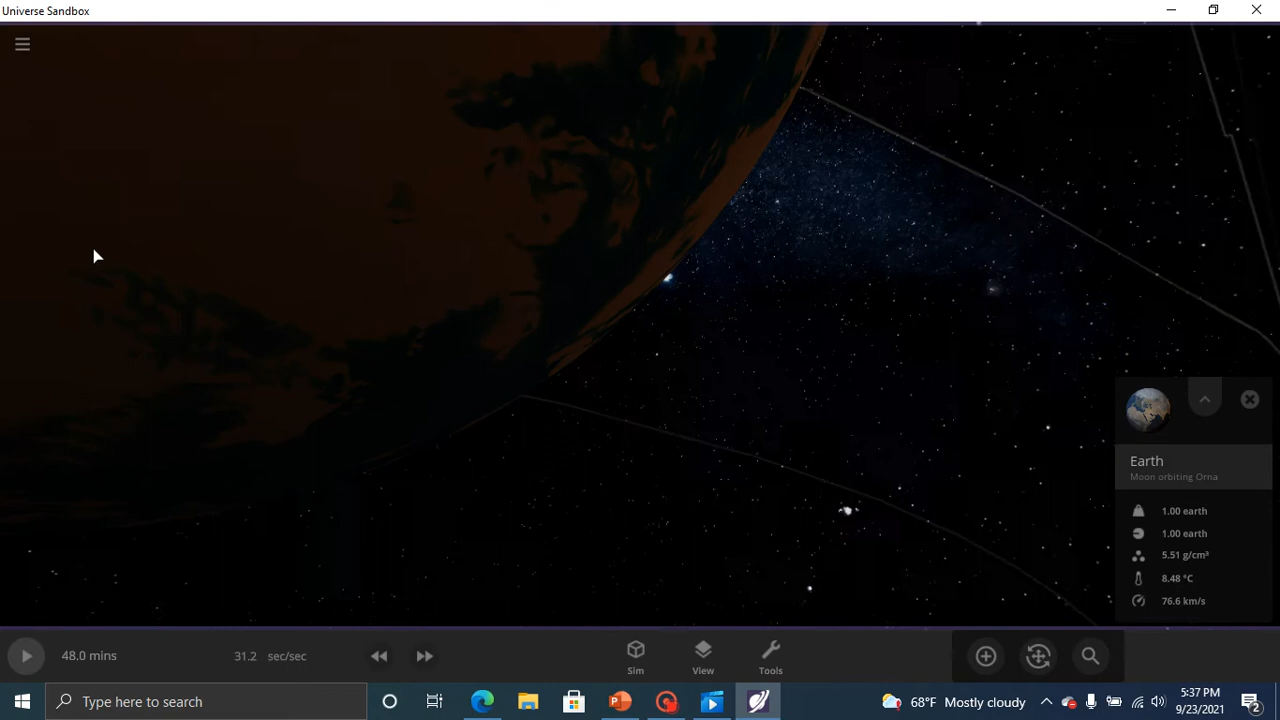 Universe Sandbox
Earth
Moon orbiting Orna
1.00 earth
1.00 earth
5.51 g/cm³
8.48 °C
76.6 km/s
48.0 mins
31.2 sec/sec
Sim
View
Tools
Type here to search
68°F Mostly cloudy
5:37 PM
9/23/2021
2